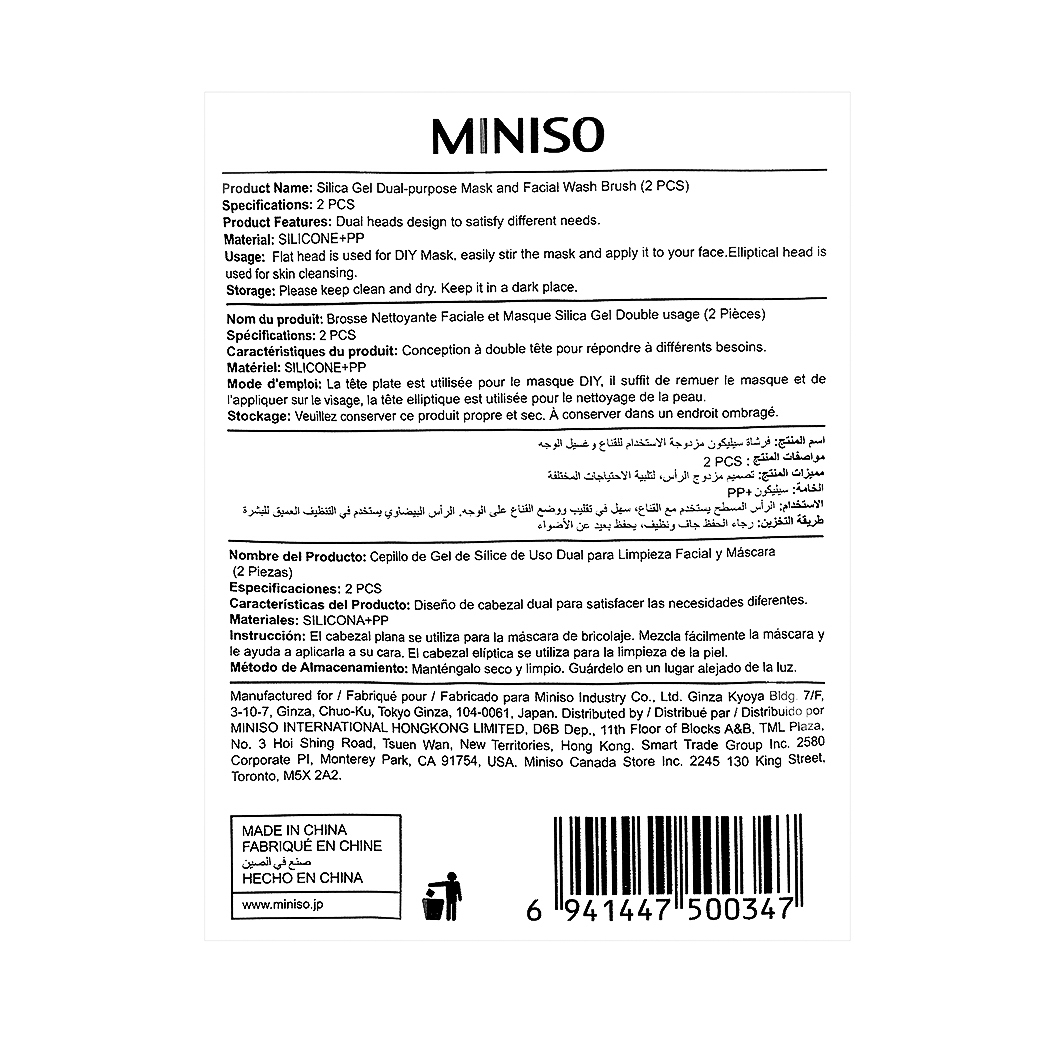 MINISO
Product Name: Silica Gel Dual-purpose Mask and Facial Wash Brush (2 PCS)
Specifications: 2 PCS
Product Features: Dual heads design to satisfy different needs.
Material: SILICONE+PP
Usage: Flat head is used for DIY Mask, easily stir the mask and apply it to your face.Elliptical head is
used for skin cleansing.
Storage: Please keep clean and dry. Keep it in a dark place.
Nom du produit: Brosse Nettoyante Faciale et Masque Silica Gel Double usage (2 Pièces)
Spécifications: 2 PCS
Caractéristiques du produit: Conception à double tête pour répondre à différents besoins.
Matériel: SILICONE+PP
Mode d'emploi: La tête plate est utilisée pour le masque DIY, il suffit de remuer le masque et de
l'appliquer sur le visage, la tête elliptique est utilisée pour le nettoyage de la peau.
Stockage: Veuillez conserver ce produit propre et sec. À conserver dans un endroit ombragé.
اسم المنتج: فرشاة سيليكون مزدوجة الاستخدام للقناع و غسيل الوجه
مواصفات المنتج : 2 PCS
مميزات المنتج: تصميم مزدوج الرأس، لتلبية الاحتياجات المختلفة
الخامة: سيليكون +PP
الاستخدام: الرأس المسطح يستخدم مع القناع، سهل في تقليب ووضع القناع على الوجه. الرأس البيضاوي يستخدم في التنظيف العميق للبشرة
طريقة التخزين: رجاء الحفظ جاف ونظيف، يحفظ بعيد عن الأضواء
Nombre del Producto: Cepillo de Gel de Sílice de Uso Dual para Limpieza Facial y Máscara
(2 Piezas)
Especificaciones: 2 PCS
Características del Producto: Diseño de cabezal dual para satisfacer las necesidades diferentes.
Materiales: SILICONA+PP
Instrucción: El cabezal plana se utiliza para la máscara de bricolaje. Mezcla fácilmente la máscara y
le ayuda a aplicarla a su cara. El cabezal elíptica se utiliza para la limpieza de la piel.
Método de Almacenamiento: Manténgalo seco y limpio. Guárdelo en un lugar alejado de la luz.
Manufactured for / Fabriqué pour / Fabricado para Miniso Industry Co., Ltd. Ginza Kyoya Bldg. 7/F,
3-10-7, Ginza, Chuo-Ku, Tokyo Ginza, 104-0061, Japan. Distributed by / Distribué par / Distribuido por
MINISO INTERNATIONAL HONGKONG LIMITED, D6B Dep., 11th Floor of Blocks A&B, TML Plaza,
No. 3 Hoi Shing Road, Tsuen Wan, New Territories, Hong Kong. Smart Trade Group Inc. 2580
Corporate Pl, Monterey Park, CA 91754, USA. Miniso Canada Store Inc. 2245 130 King Street,
Toronto, M5X 2A2.
MADE IN CHINA
FABRIQUÉ EN CHINE
صنع في الصين
HECHO EN CHINA
www.miniso.jp
6 941447 500347